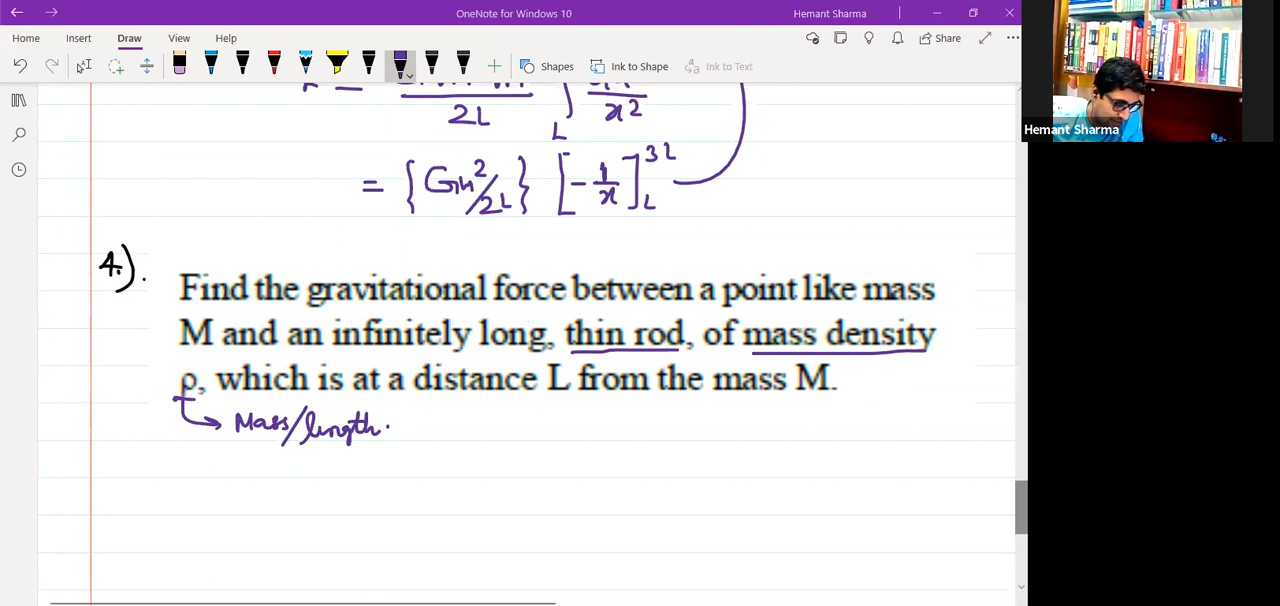 OneNote for Windows 10
Hemant Sharma
Home Insert Draw View Help
Share
Shapes Ink to Shape Ink to Text
2L L x2
= {Gm2/2L} [-1/x] 3L L
4.).
Find the gravitational force between a point like mass
M and an infinitely long, thin rod, of mass density
ρ, which is at a distance L from the mass M.
Mass/length.
Hemant Sharma